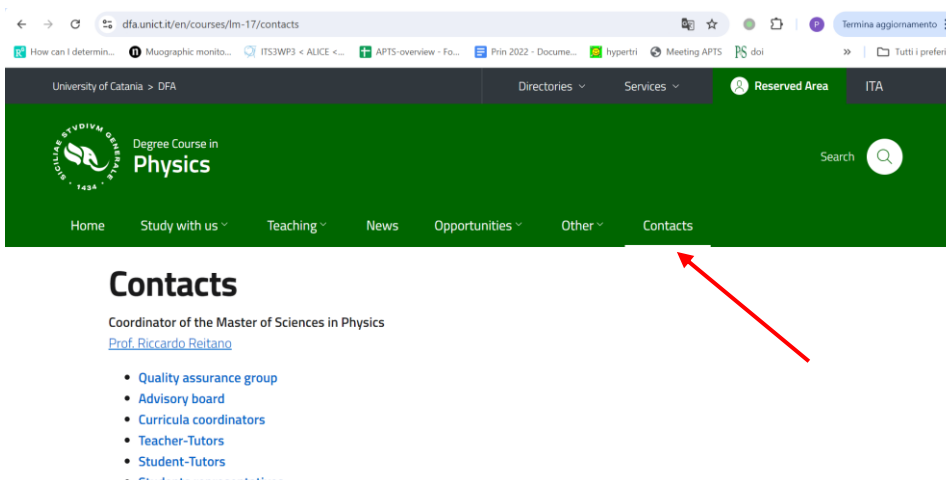 dfa.unict.it/en/courses/lm-17/contacts
P
Termina aggiornamento
How can I determin...
Muographic monito...
ITS3WP3 < ALICE <...
APTS-overview - Fo...
Prin 2022 - Docume...
hypertri
Meeting APTS
PS doi
»
Tutti i preferi
University of Catania > DFA
Directories
Services
Reserved Area
ITA
SICILIAE STVDIVM GENERALE
1434
Degree Course in
Physics
Search
Home
Study with us
Teaching
News
Opportunities
Other
Contacts
Contacts
Coordinator of the Master of Sciences in Physics
Prof. Riccardo Reitano
• Quality assurance group
• Advisory board
• Curricula coordinators
• Teacher-Tutors
• Student-Tutors